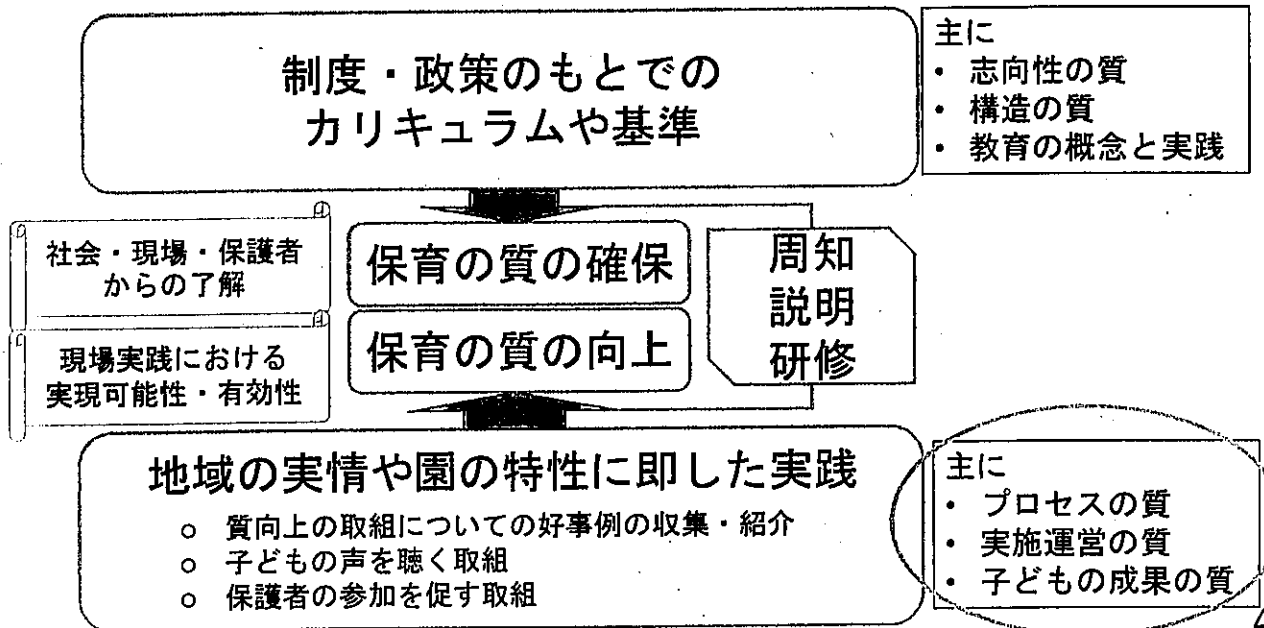 制度・政策のもとでの
カリキュラムや基準
主に
• 志向性の質
• 構造の質
• 教育の概念と実践
社会・現場・保護者
からの了解
現場実践における
実現可能性・有効性
保育の質の確保
保育の質の向上
周知
説明
研修
地域の実情や園の特性に即した実践
○ 質向上の取組についての好事例の収集・紹介
○ 子どもの声を聴く取組
○ 保護者の参加を促す取組
主に
• プロセスの質
• 実施運営の質
• 子どもの成果の質